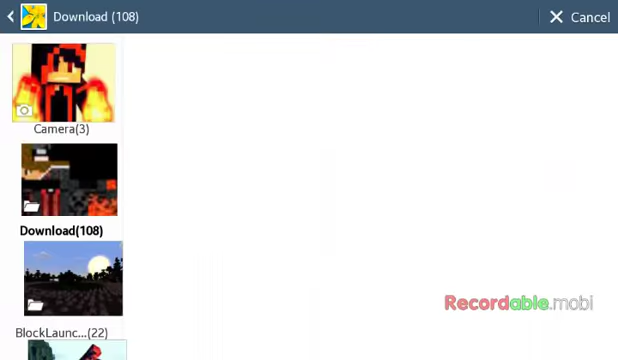 Download (108)
Cancel
Camera(3)
Download(108)
BlockLaunc...(22)
Recordable.mobi